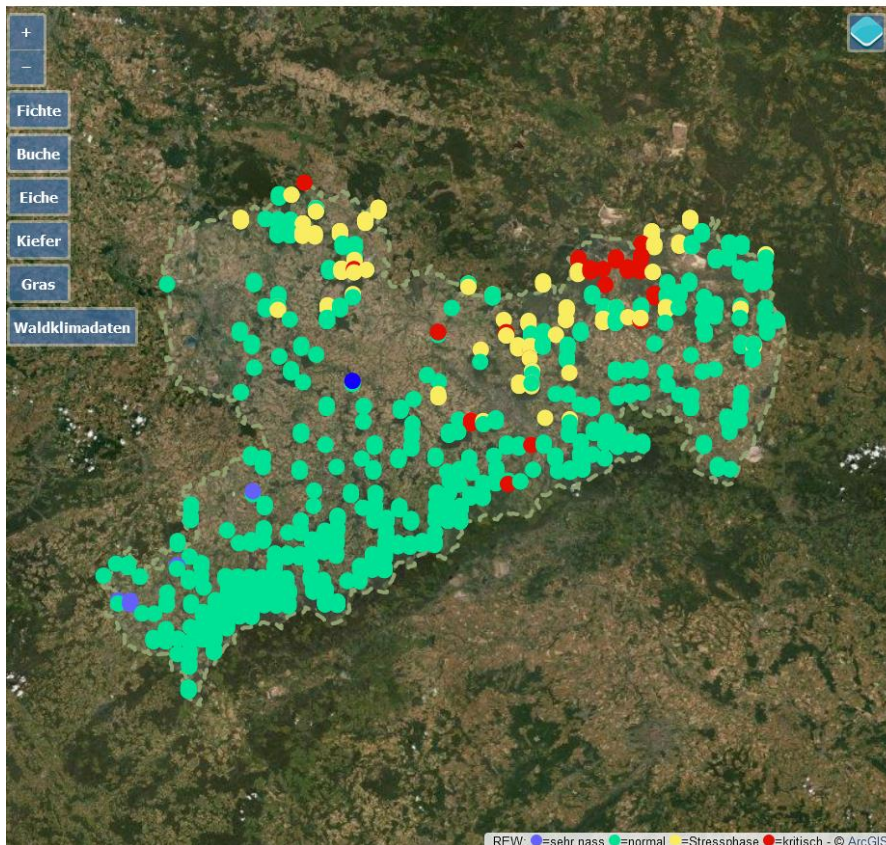 +
−
Fichte
Buche
Eiche
Kiefer
Gras
Waldklimadaten
REW: =sehr nass =normal =Stressphase =kritisch - © ArcGIS